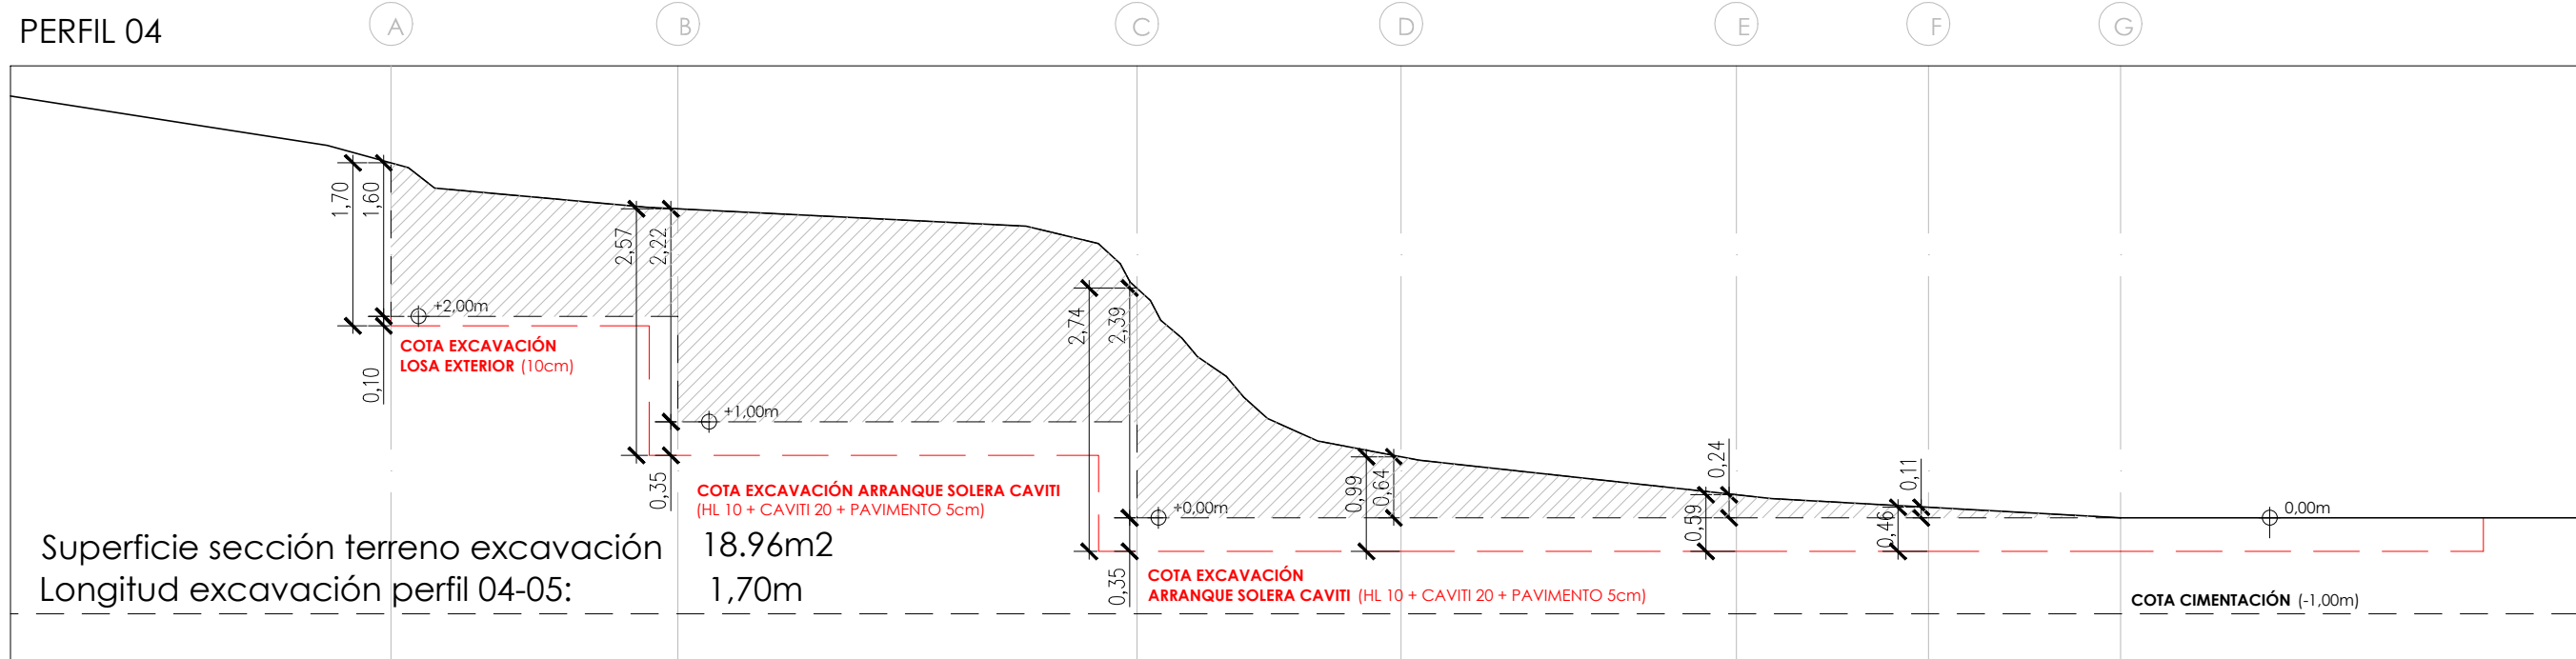 PERFIL 04
A
B
C
D
E
F
G
1,70
1,60
0,10
+2,00m
COTA EXCAVACIÓN
LOSA EXTERIOR (10cm)
2,57
2,22
0,35
+1,00m
COTA EXCAVACIÓN ARRANQUE SOLERA CAVITI
(HL 10 + CAVITI 20 + PAVIMENTO 5cm)
2,74
2,39
0,35
+0,00m
COTA EXCAVACIÓN
ARRANQUE SOLERA CAVITI (HL 10 + CAVITI 20 + PAVIMENTO 5cm)
0,99
0,64
0,59
0,24
0,46
0,11
0,00m
COTA CIMENTACIÓN (-1,00m)
Superficie sección terreno excavación 18.96m2
Longitud excavación perfil 04-05: 1,70m